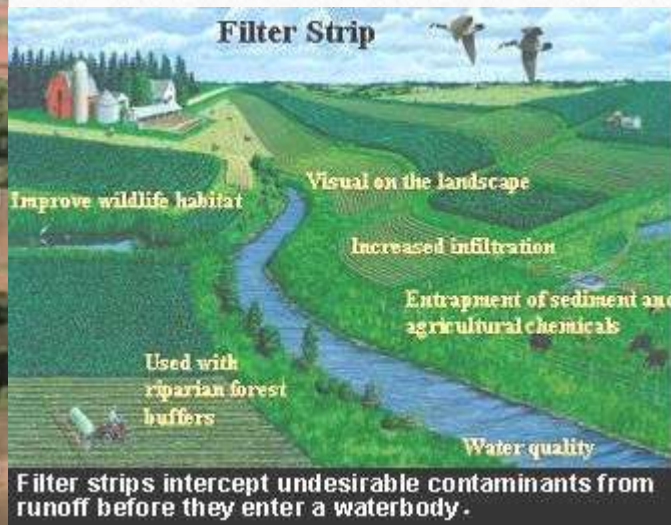 Filter Strip
Visual on the landscape
Improve wildlife habitat
Increased infiltration
Entrapment of sediment and
agricultural chemicals
Used with
riparian forest
buffers
Water quality
Filter strips intercept undesirable contaminants from
runoff before they enter a waterbody.